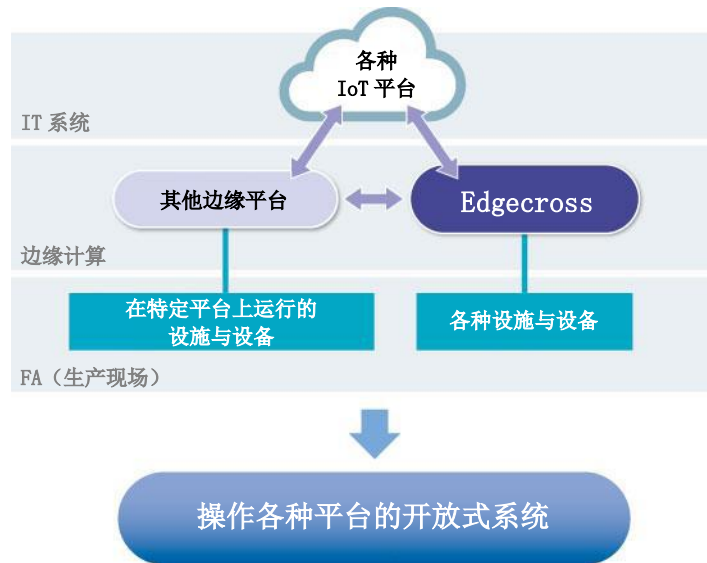 各种
IoT 平台
IT 系统
其他边缘平台
Edgecross
边缘计算
在特定平台上运行的
设施与设备
各种设施与设备
FA（生产现场）
操作各种平台的开放式系统